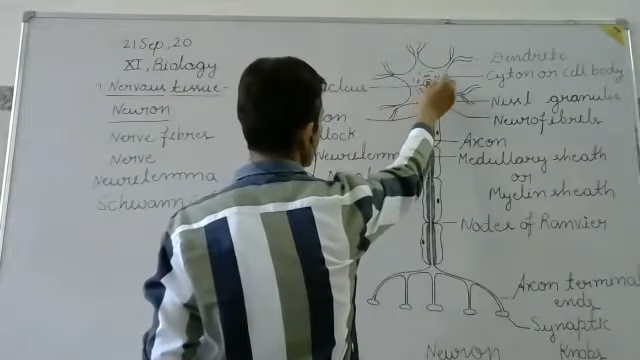 21 Sep, 20
XI, Biology
Nervous tissue
Neuron
Nerve fibres
Nerve
Neurelemma
Schwann
Dendrite
Cyton or cell body
Nissl granules
Neurofibrils
Axon
Medullary sheath
or
Myelin sheath
Nodes of Ranvier
Axon terminal
ends
Synaptic
Knobs
Neuron